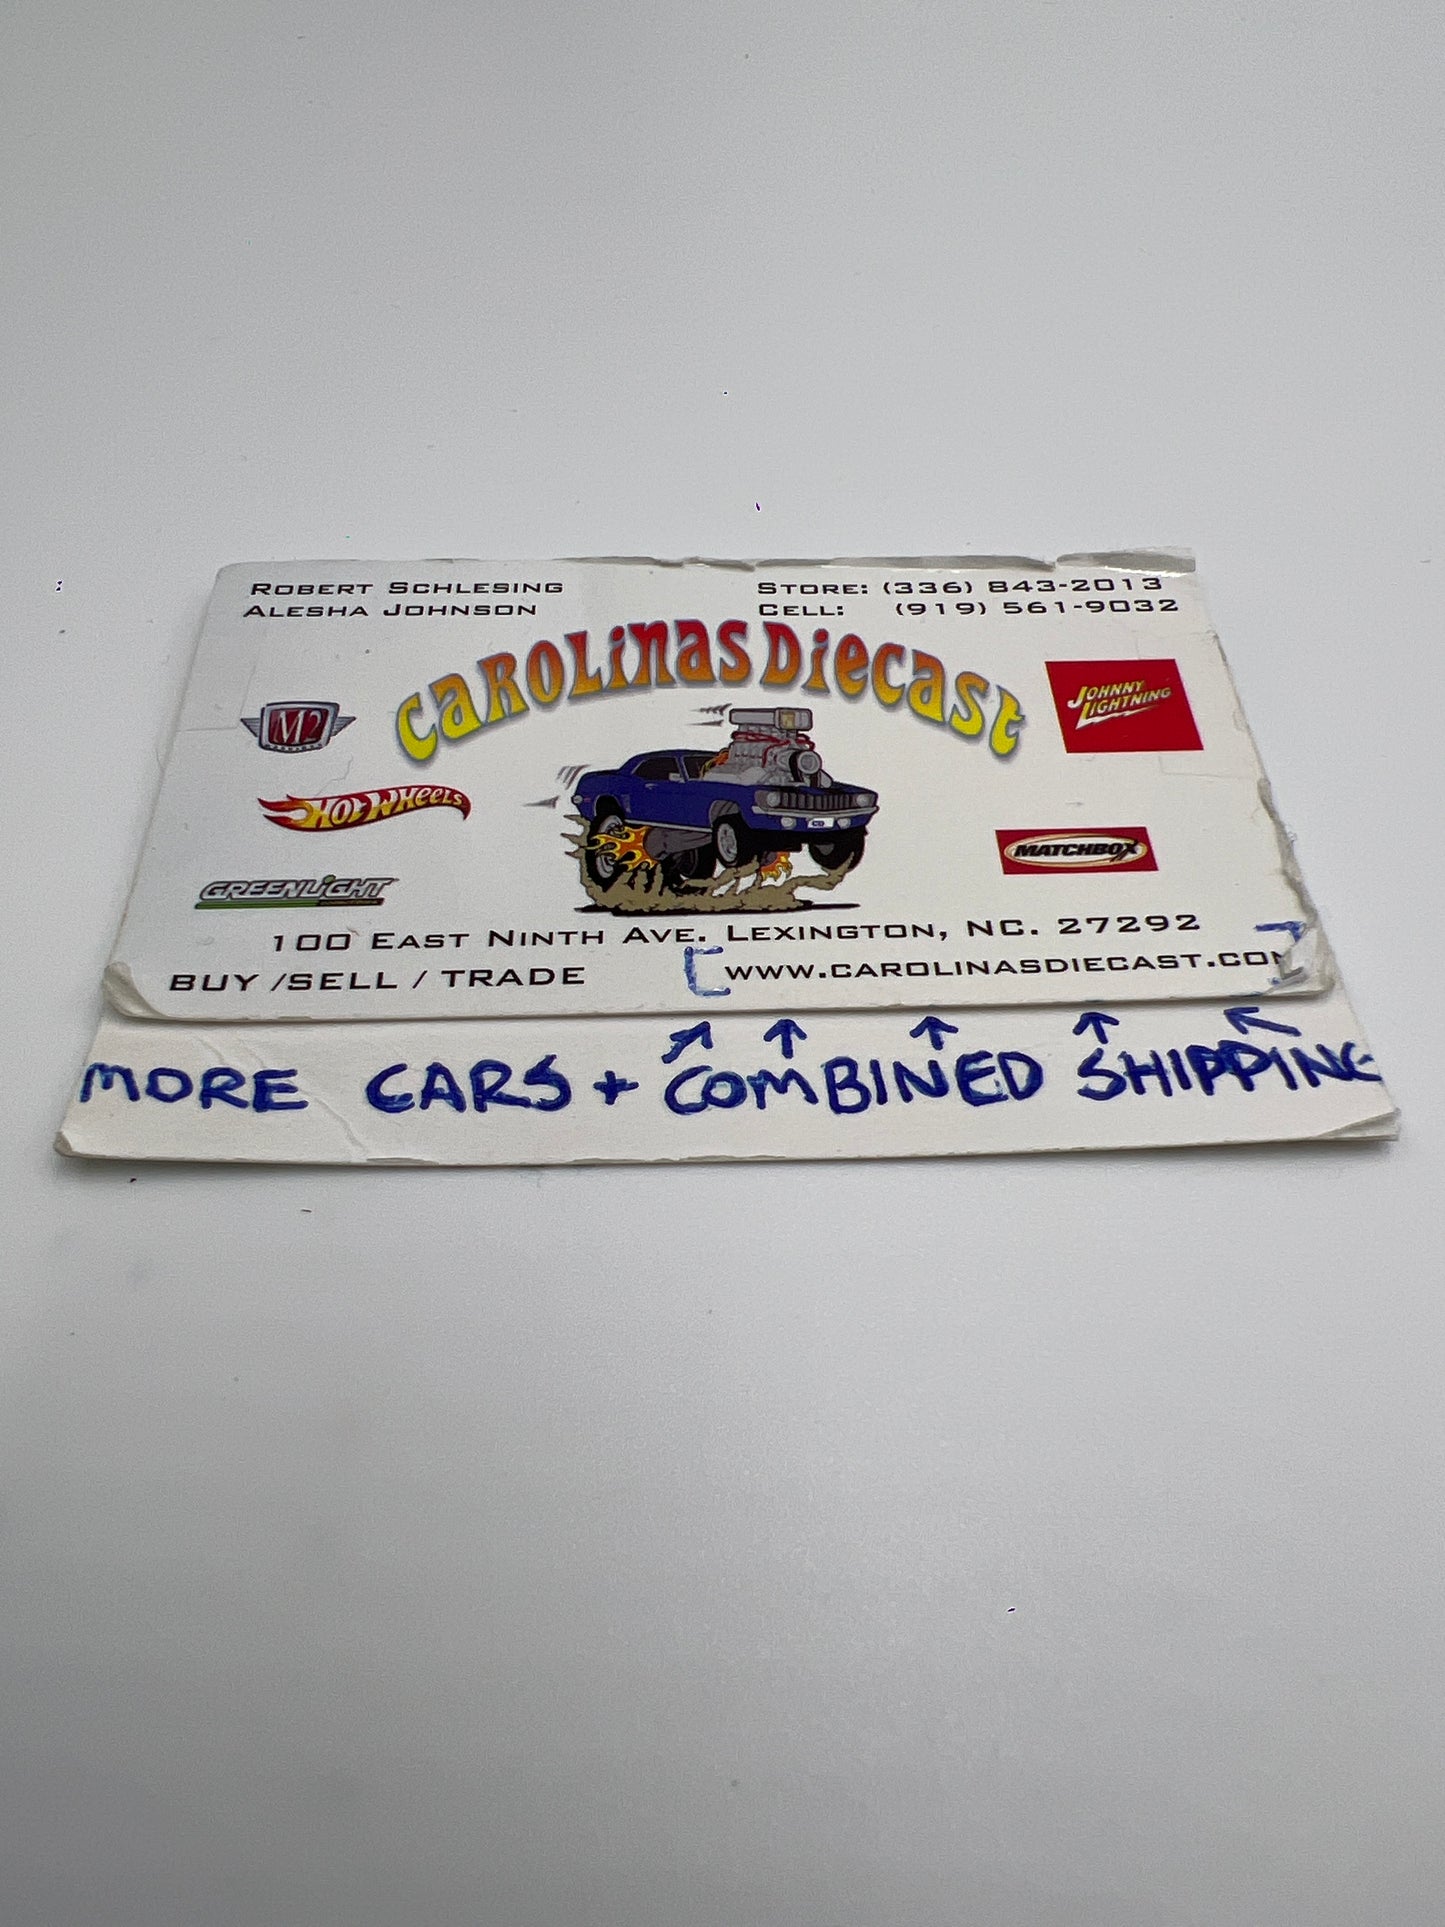 ROBERT SCHLESING
ALESHA JOHNSON
STORE: (336) 843-2013
CELL: (919) 561-9032
CAROLINAS DIECAST
M2
JOHNNY LIGHTNING
HOT WHEELS
MATCHBOX
GREENLIGHT
100 EAST NINTH AVE. LEXINGTON, NC. 27292
BUY /SELL / TRADE
WWW.CAROLINASDIECAST.COM
MORE CARS + COMBINED SHIPPING